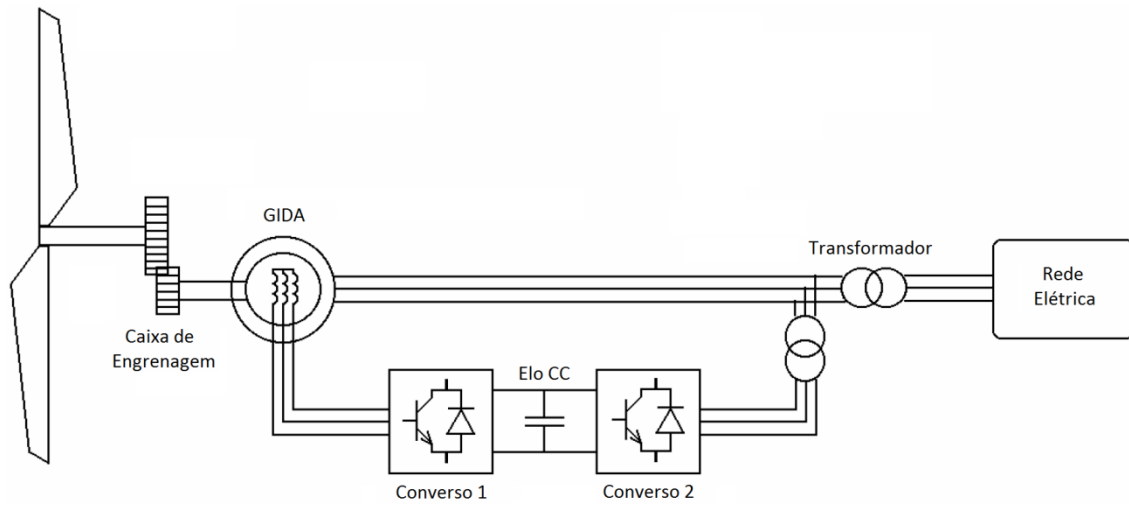 GIDA
Transformador
Rede
Elétrica
Caixa de
Engrenagem
Elo CC
Converso 1
Converso 2